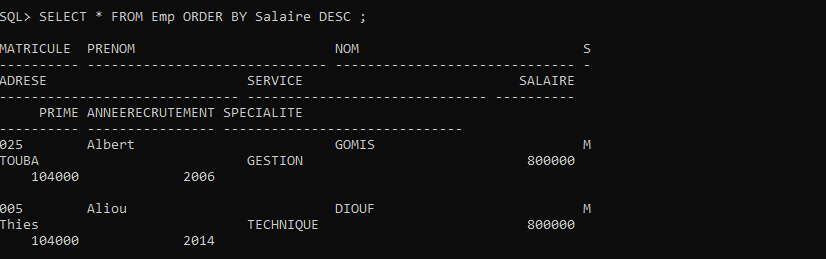 SQL> SELECT * FROM Emp ORDER BY Salaire DESC ;
MATRICULE PRENOM NOM S
---------- ------------------------------ ------------------------------ -
ADRESE SERVICE SALAIRE
------------------------------ ------------------------------ ----------
PRIME ANNEERECRUTEMENT SPECIALITE
---------- ---------------- ------------------------------
025 Albert GOMIS M
TOUBA GESTION 800000
104000 2006
005 Aliou DIOUF M
Thies TECHNIQUE 800000
104000 2014